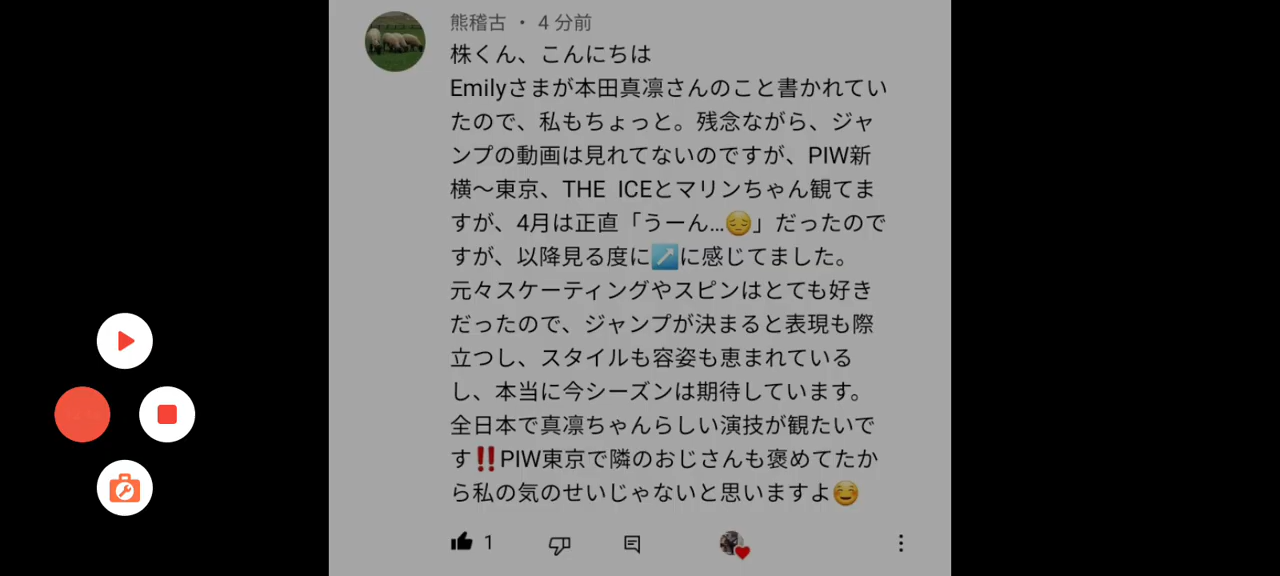 熊稽古 • 4 分前
株くん、こんにちは
Emilyさまが本田真凛さんのこと書かれてい
たので、私もちょっと。残念ながら、ジャ
ンプの動画は見れてないのですが、PIW新
横〜東京、THE ICEとマリンちゃん観てま
すが、4月は正直「うーん...😔」だったので
すが、以降見る度に↗️に感じてました。
元々スケーティングやスピンはとても好き
だったので、ジャンプが決まると表現も際
立つし、スタイルも容姿も恵まれている
し、本当に今シーズンは期待しています。
全日本で真凛ちゃんらしい演技が観たいで
す‼️PIW東京で隣のおじさんも褒めてたか
ら私の気のせいじゃないと思いますよ☺️
1